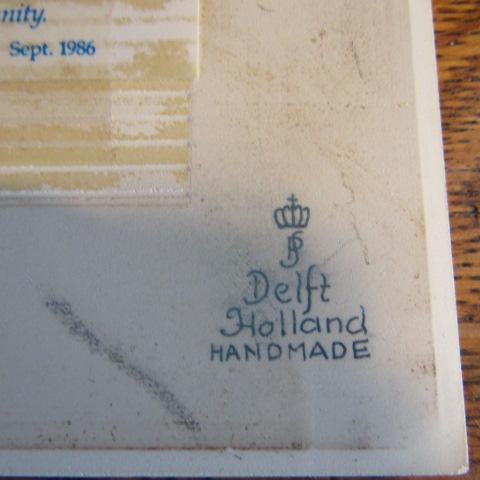 nity.
Sept. 1986
Delft
Holland
HANDMADE